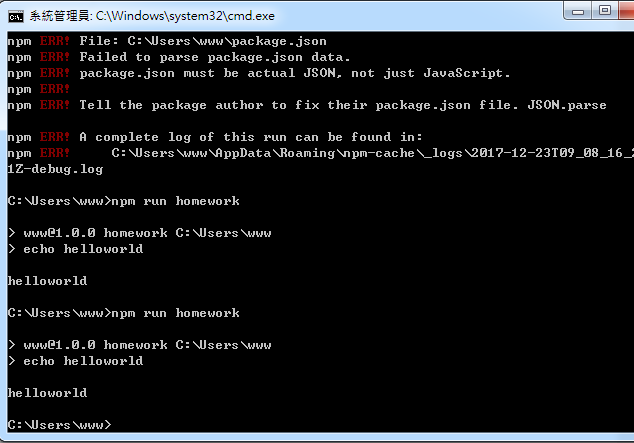 系統管理員: C:\Windows\system32\cmd.exe
npm ERR! File: C:\Users\www\package.json
npm ERR! Failed to parse package.json data.
npm ERR! package.json must be actual JSON, not just JavaScript.
npm ERR!
npm ERR! Tell the package author to fix their package.json file. JSON.parse
npm ERR! A complete log of this run can be found in:
npm ERR!     C:\Users\www\AppData\Roaming\npm-cache\_logs\2017-12-23T09_08_16_2
1Z-debug.log
C:\Users\www>npm run homework
> www@1.0.0 homework C:\Users\www
> echo helloworld
helloworld
C:\Users\www>npm run homework
> www@1.0.0 homework C:\Users\www
> echo helloworld
helloworld
C:\Users\www>